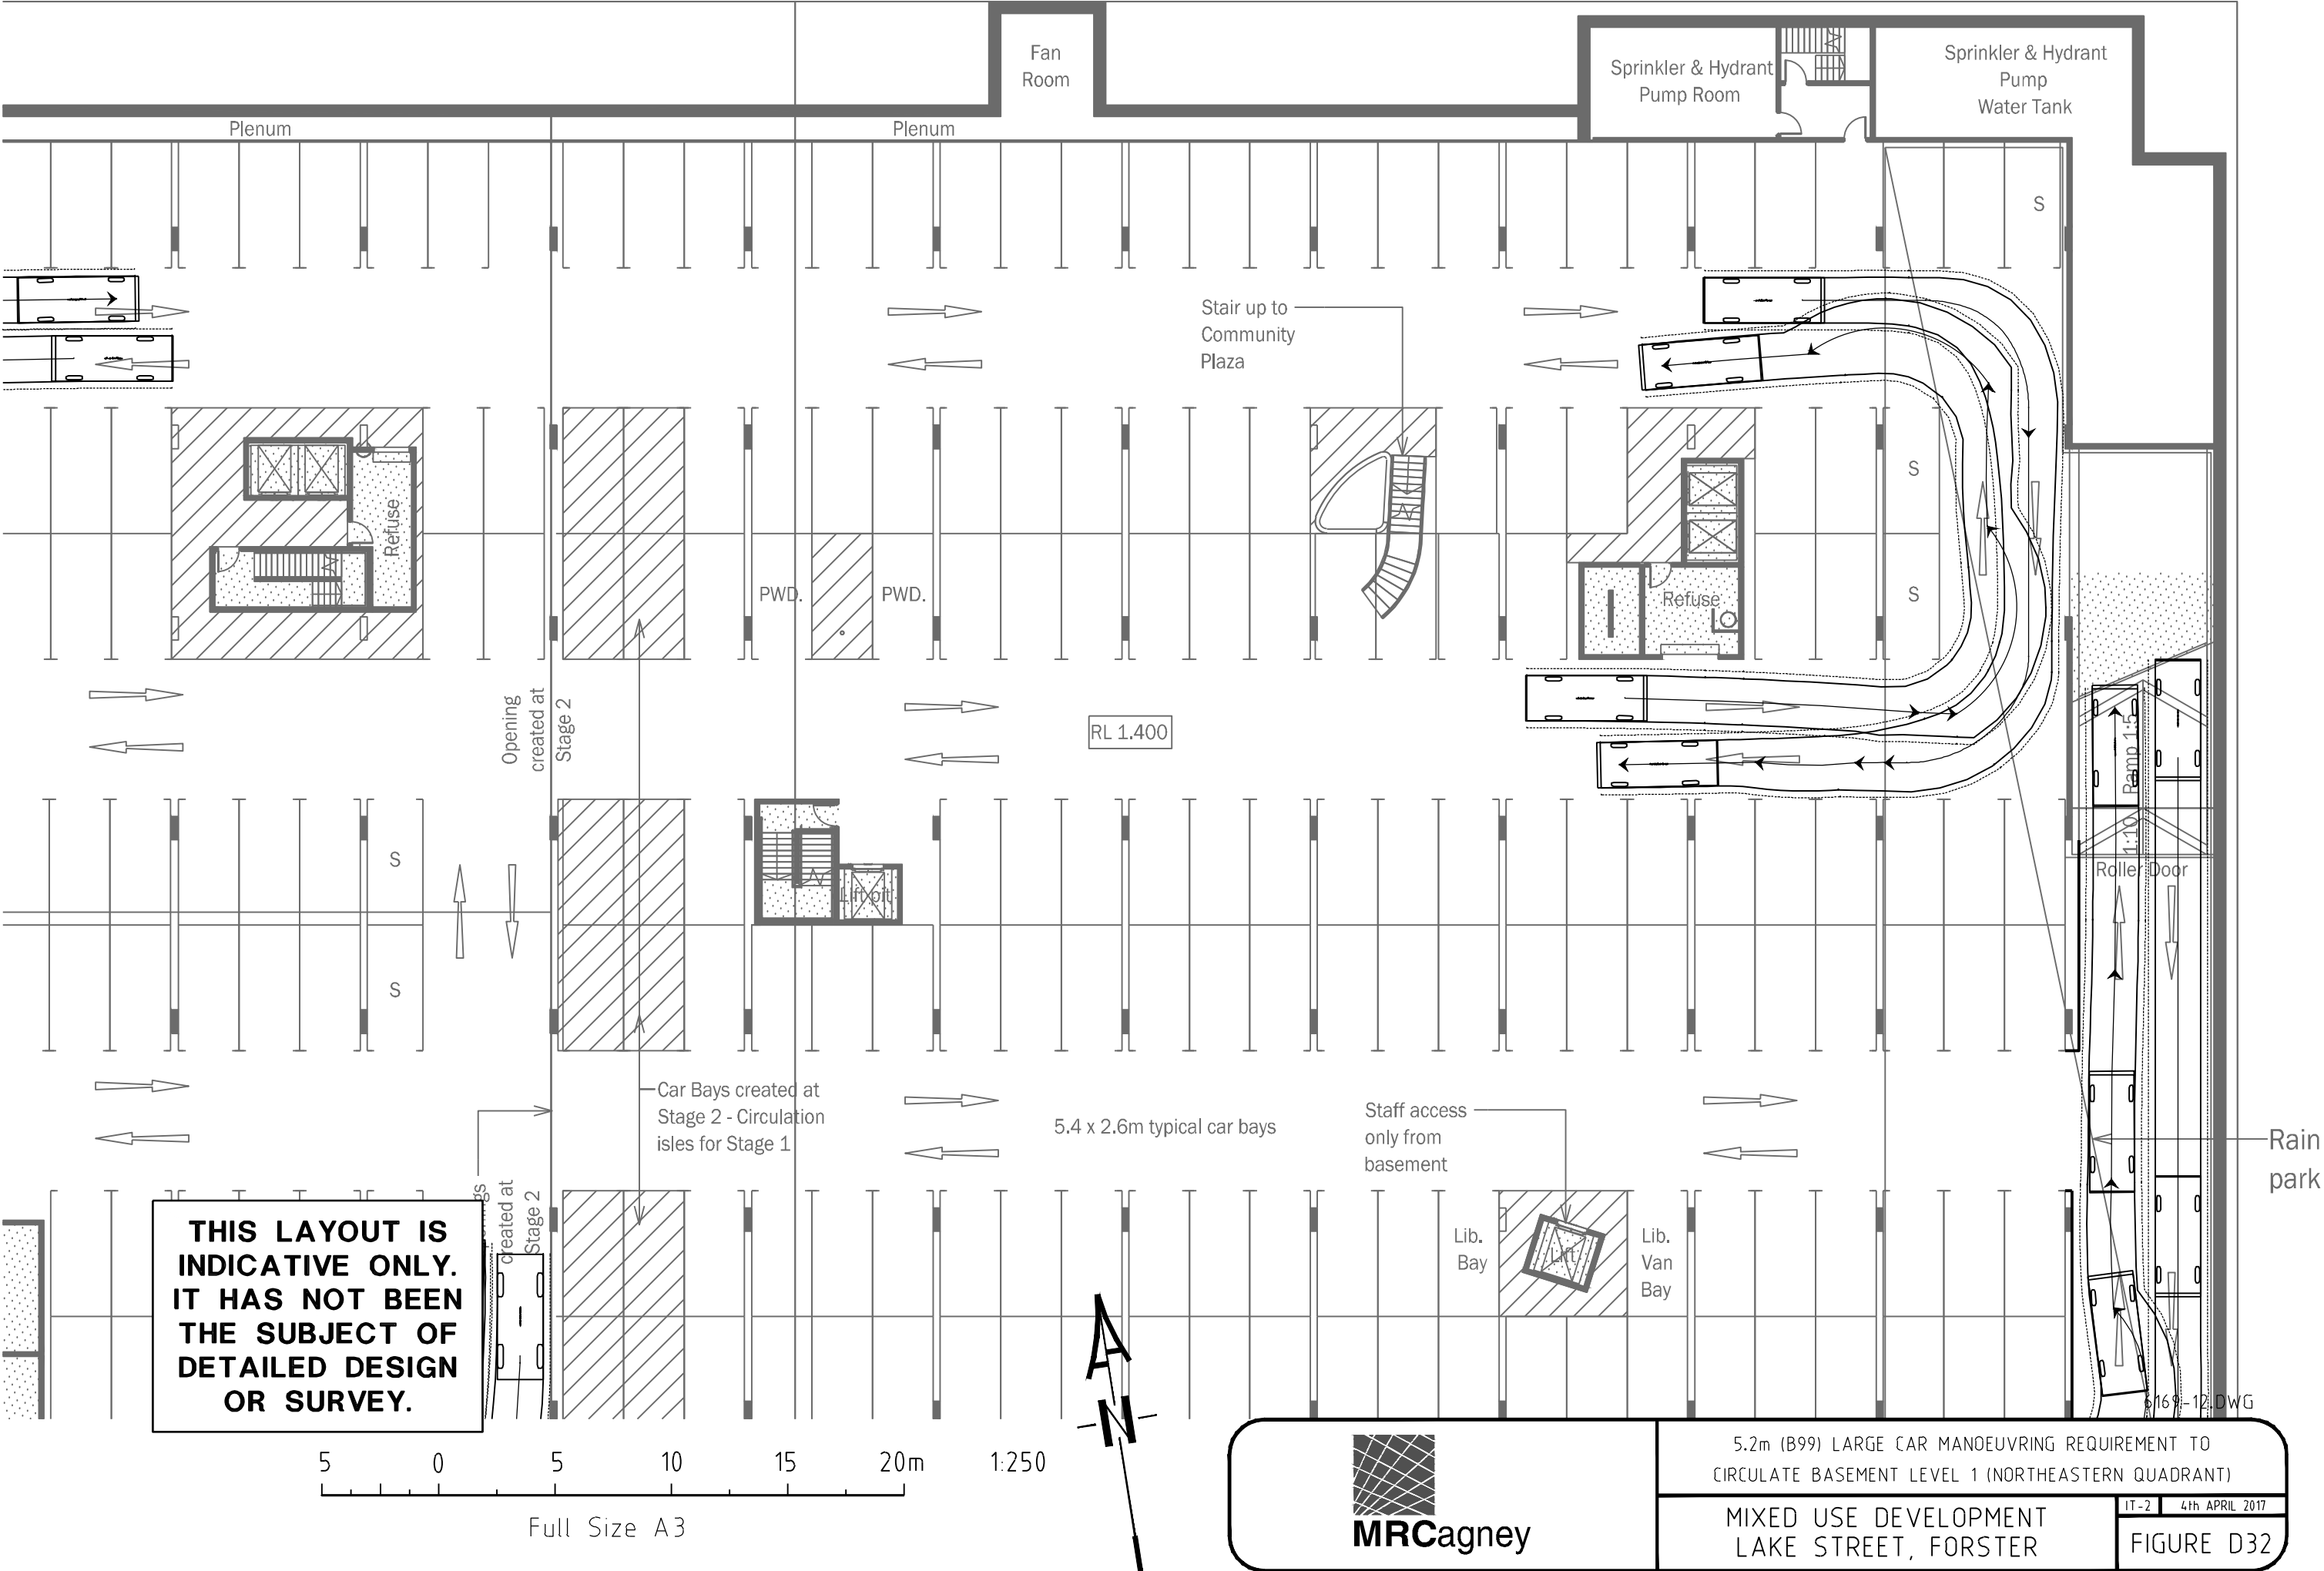 Fan
Room
Sprinkler & Hydrant
Pump Room
Sprinkler & Hydrant
Pump
Water Tank
Plenum
Plenum
S
Stair up to
Community
Plaza
S
Refuse
PWD.
PWD.
S
Refuse
Opening
created at
Stage 2
RL 1.400
Ramp 1:5
1:10
Roller Door
S
Lift pit
S
Car Bays created at
Stage 2 - Circulation
isles for Stage 1
5.4 x 2.6m typical car bays
Staff access
only from
basement
Rain
park
created at
Stage 2
Lib.
Bay
Lift
Lib.
Van
Bay
THIS LAYOUT IS
INDICATIVE ONLY.
IT HAS NOT BEEN
THE SUBJECT OF
DETAILED DESIGN
OR SURVEY.
N
6169-12.DWG
5 0 5 10 15 20m 1:250
Full Size A3
MRCagney
5.2m (B99) LARGE CAR MANOEUVRING REQUIREMENT TO
CIRCULATE BASEMENT LEVEL 1 (NORTHEASTERN QUADRANT)
MIXED USE DEVELOPMENT
LAKE STREET, FORSTER
IT-2 4th APRIL 2017
FIGURE D32